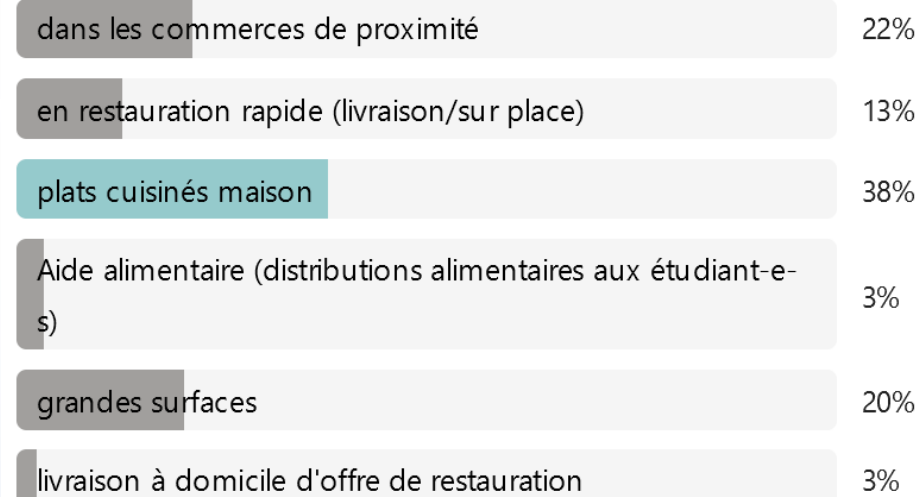 dans les commerces de proximité 22%
en restauration rapide (livraison/sur place) 13%
plats cuisinés maison 38%
Aide alimentaire (distributions alimentaires aux étudiant-e-
s) 3%
grandes surfaces 20%
livraison à domicile d'offre de restauration 3%